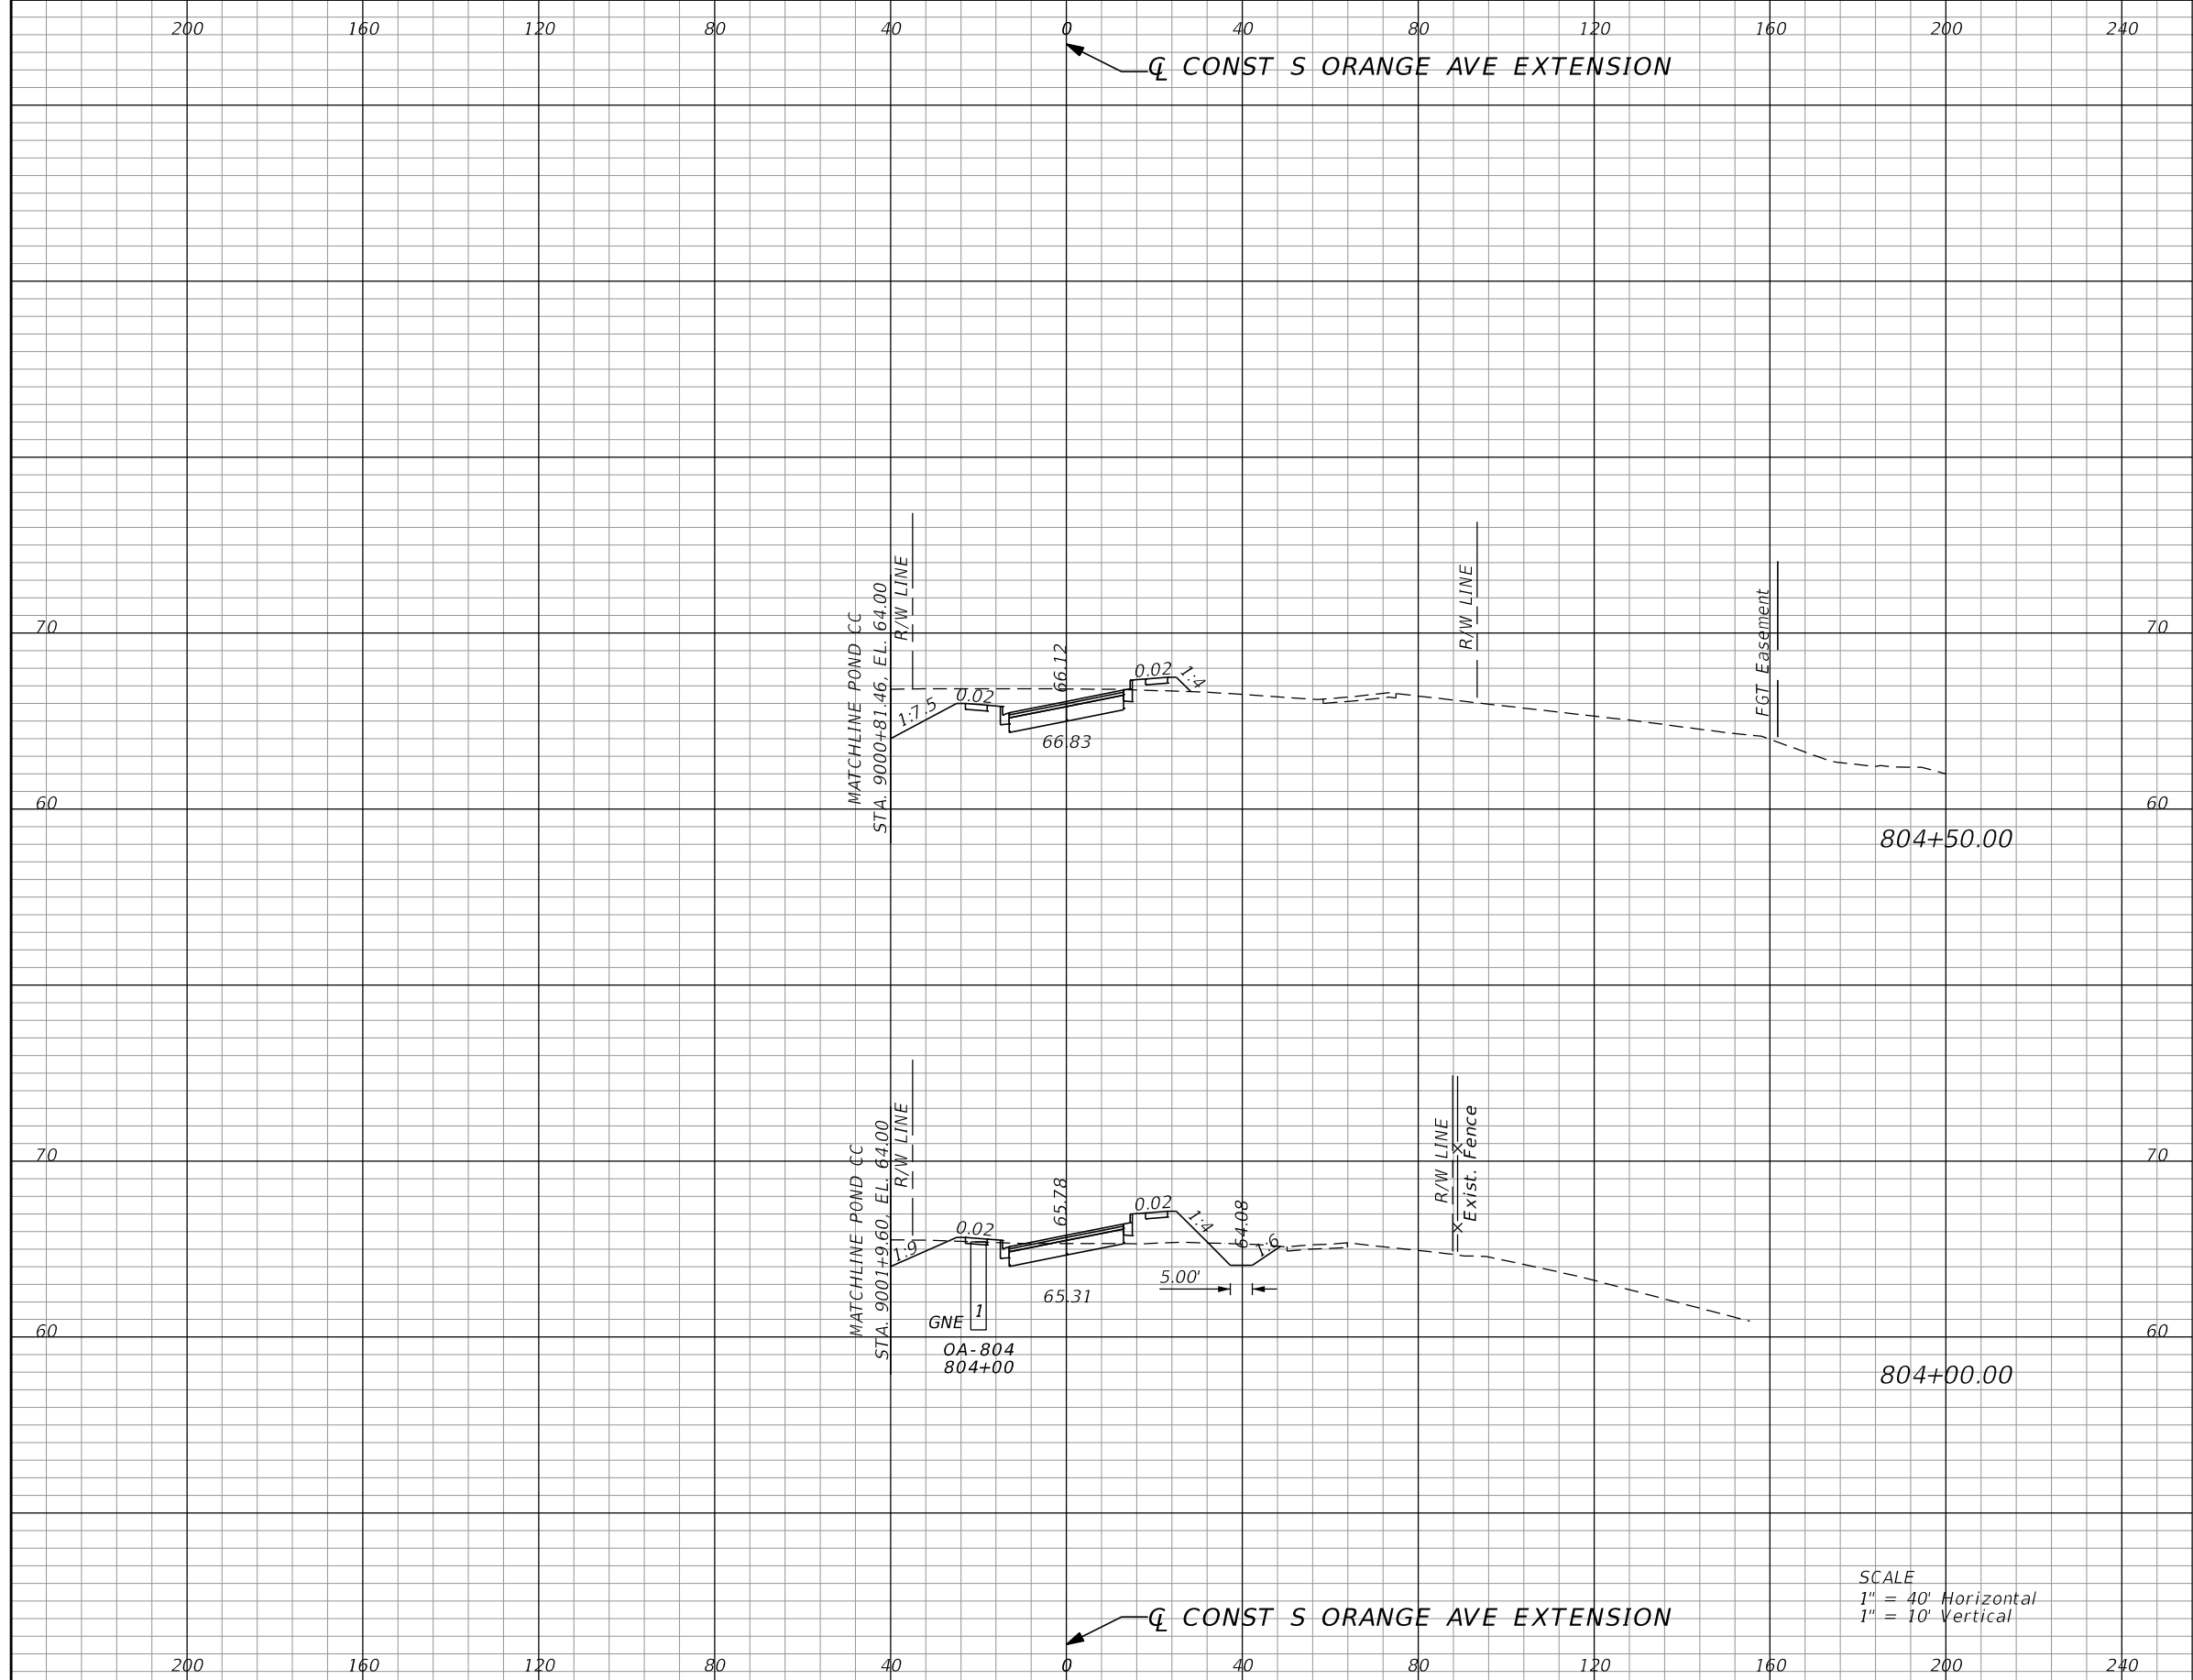 200 160 120 80 40 0 40 80 120 160 200 240
℄ CONST S ORANGE AVE EXTENSION
MATCHLINE POND CC
STA. 9000+81.46, EL. 64.00
R/W LINE
R/W LINE
FGT Easement
70 70
1:7.5
0.02
66.12
0.02
1:4
66.83
60 60
804+50.00
MATCHLINE POND CC
STA. 9001+9.60, EL. 64.00
R/W LINE
R/W LINE
Exist. Fence
70 70
1:9
0.02
65.78
0.02
1:4
64.08
1:6
5.00'
65.31
GNE
1
60 60
OA-804
804+00
804+00.00
SCALE
1" = 40' Horizontal
1" = 10' Vertical
℄ CONST S ORANGE AVE EXTENSION
200 160 120 80 40 0 40 80 120 160 200 240